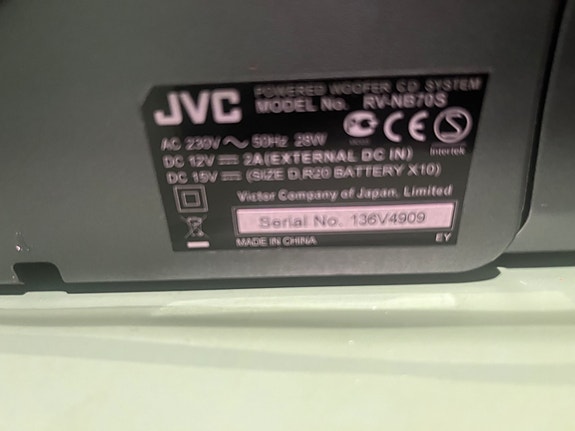 JVC
POWERED WOOFER CD SYSTEM
MODEL No. RV-NB70S
AC 230V ~ 50Hz 28W
DC 12V ⎓ 2A(EXTERNAL DC IN)
DC 15V ⎓ (SIZE D,R20 BATTERY X10)
CE
S
Intertek
Victor Company of Japan, Limited
Serial No. 136V4909
MADE IN CHINA
EY